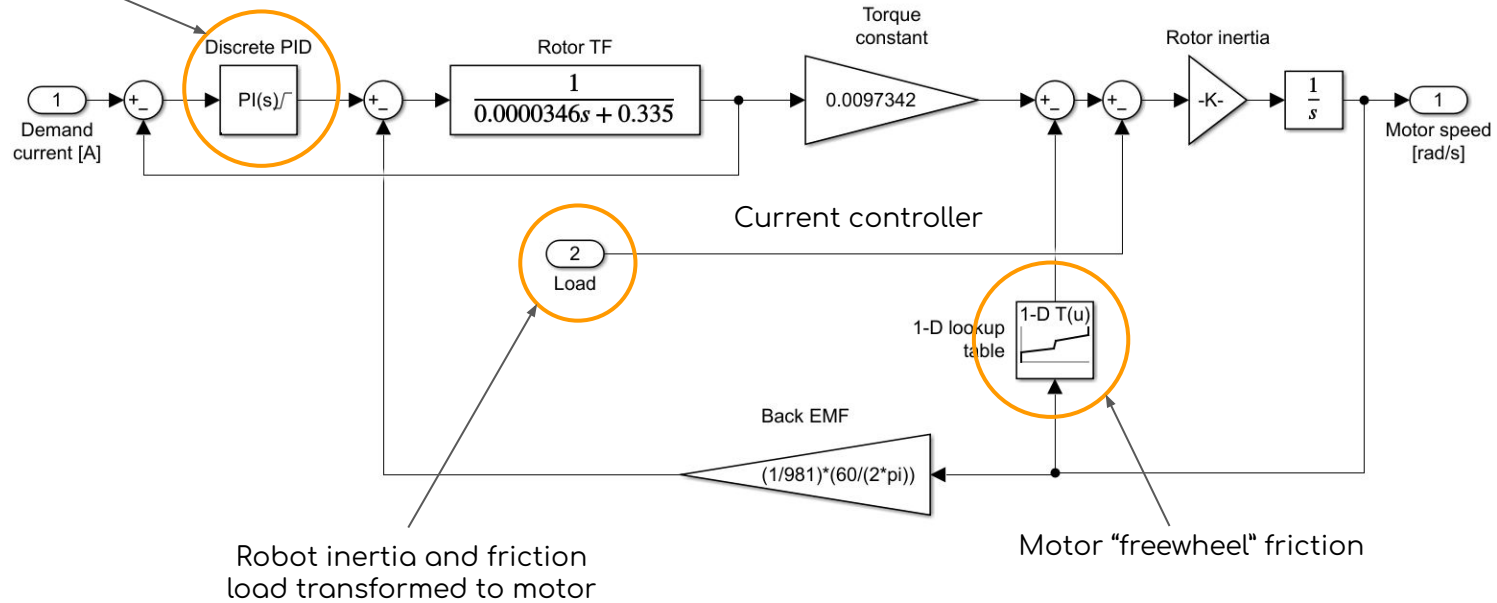 Discrete PID
PI(s)
1
Demand
current [A]
+
−
+
−
Rotor TF
1
0.0000346s + 0.335
Torque
constant
0.0097342
+
−
+
−
Rotor inertia
-K-
1
s
1
Motor speed
[rad/s]
Current controller
2
Load
1-D T(u)
1-D lookup
table
Back EMF
(1/981)*(60/(2*pi))
Robot inertia and friction
load transformed to motor
Motor “freewheel” friction